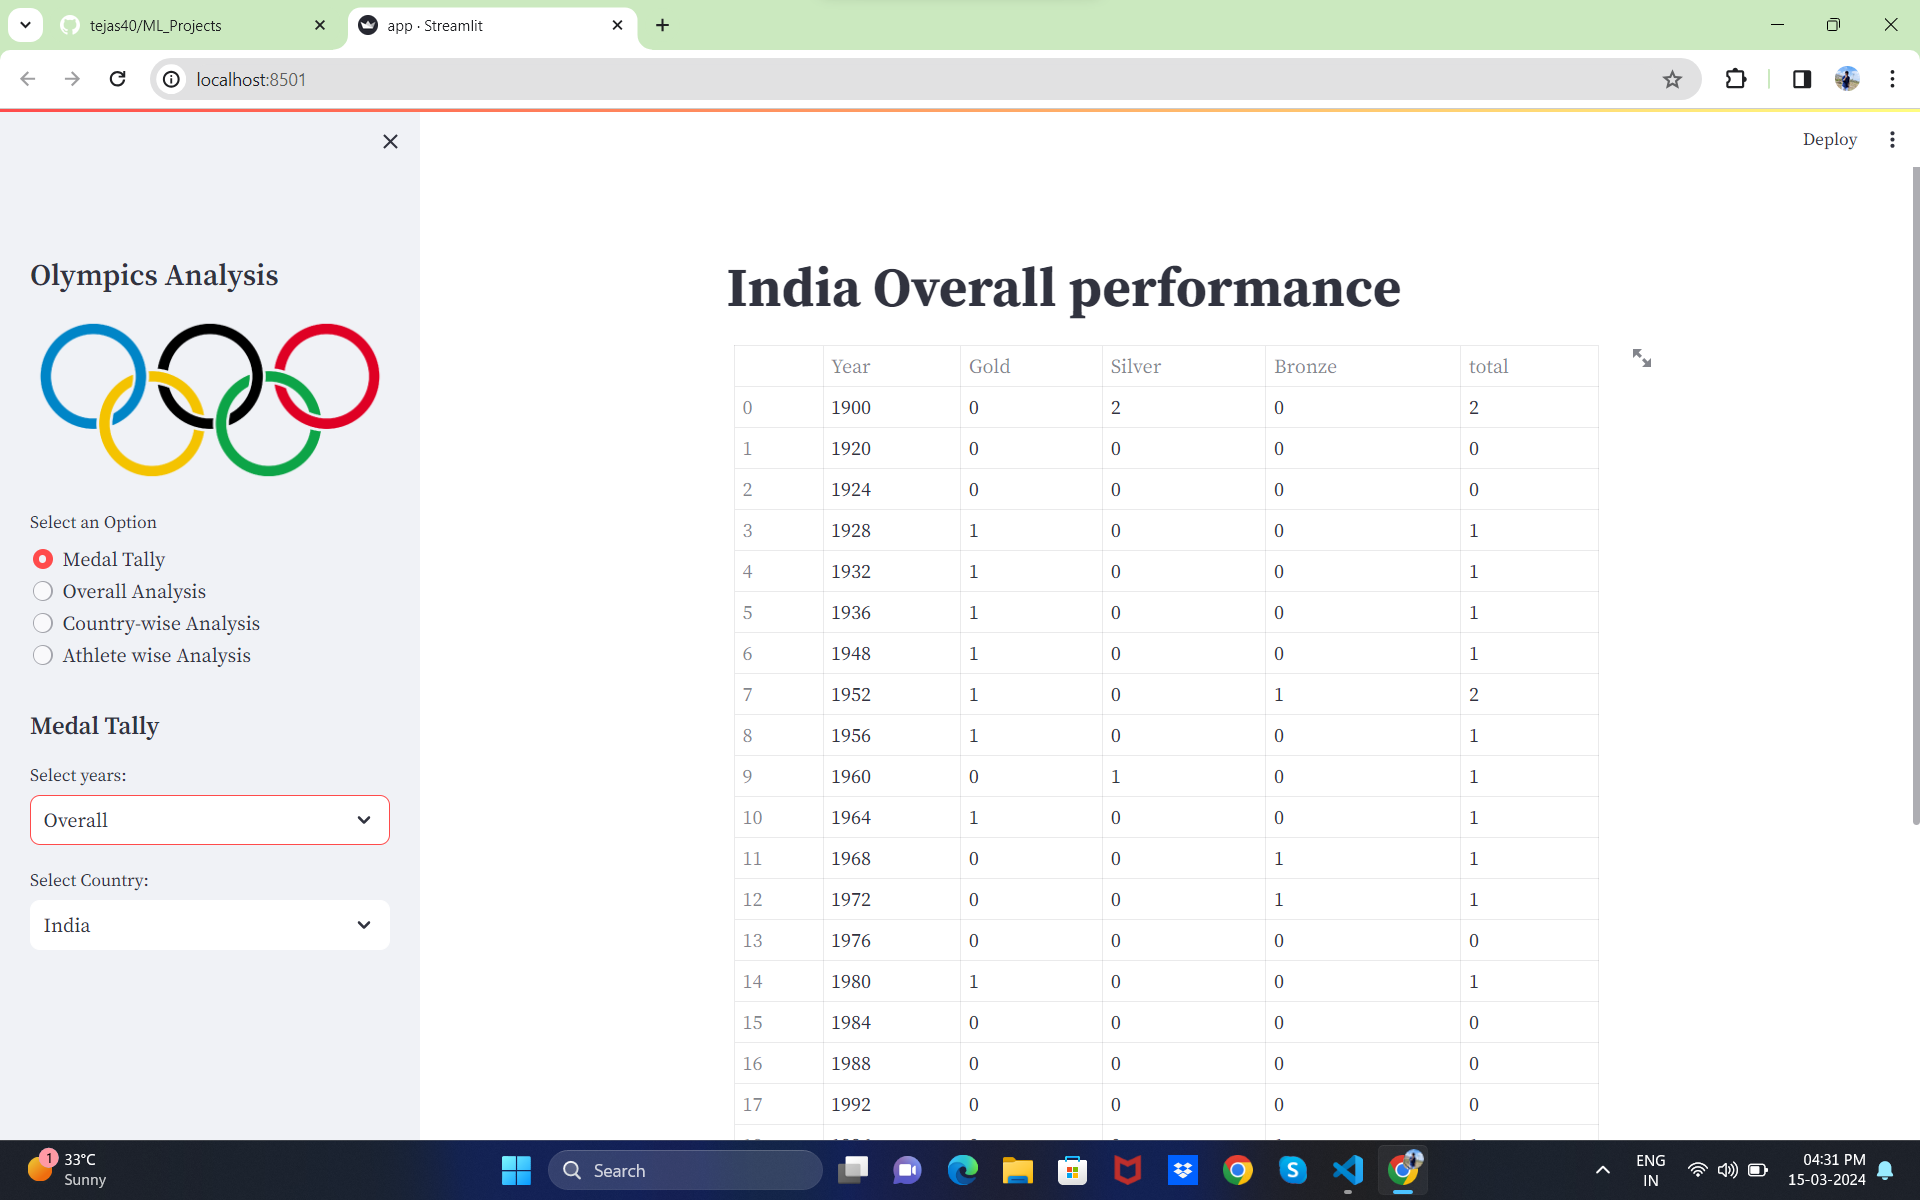 tejas40/ML_Projects
app · Streamlit
localhost:8501
Deploy
Olympics Analysis
Select an Option
Medal Tally
Overall Analysis
Country-wise Analysis
Athlete wise Analysis
Medal Tally
Select years:
Overall
Select Country:
India
India Overall performance
Year Gold Silver Bronze total
0 1900 0 2 0 2
1 1920 0 0 0 0
2 1924 0 0 0 0
3 1928 1 0 0 1
4 1932 1 0 0 1
5 1936 1 0 0 1
6 1948 1 0 0 1
7 1952 1 0 1 2
8 1956 1 0 0 1
9 1960 0 1 0 1
10 1964 1 0 0 1
11 1968 0 0 1 1
12 1972 0 0 1 1
13 1976 0 0 0 0
14 1980 1 0 0 1
15 1984 0 0 0 0
16 1988 0 0 0 0
17 1992 0 0 0 0
1
33°C
Sunny
Search
S
ENG
IN
04:31 PM
15-03-2024